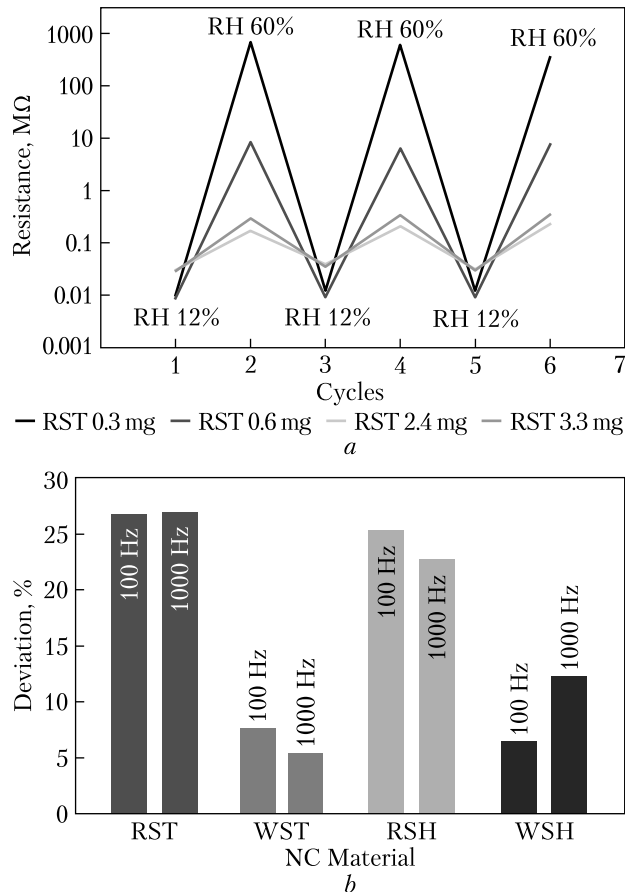 1000
100
10
1
0.1
0.01
0.001
Resistance, MΩ
RH 60%
RH 60%
RH 60%
RH 12%
RH 12%
RH 12%
1 2 3 4 5 6 7
Cycles
RST 0.3 mg RST 0.6 mg RST 2.4 mg RST 3.3 mg
a
30
25
20
15
10
5
0
Deviation, %
100 Hz
1000 Hz
100 Hz
1000 Hz
100 Hz
1000 Hz
100 Hz
1000 Hz
RST WST RSH WSH
NC Material
b